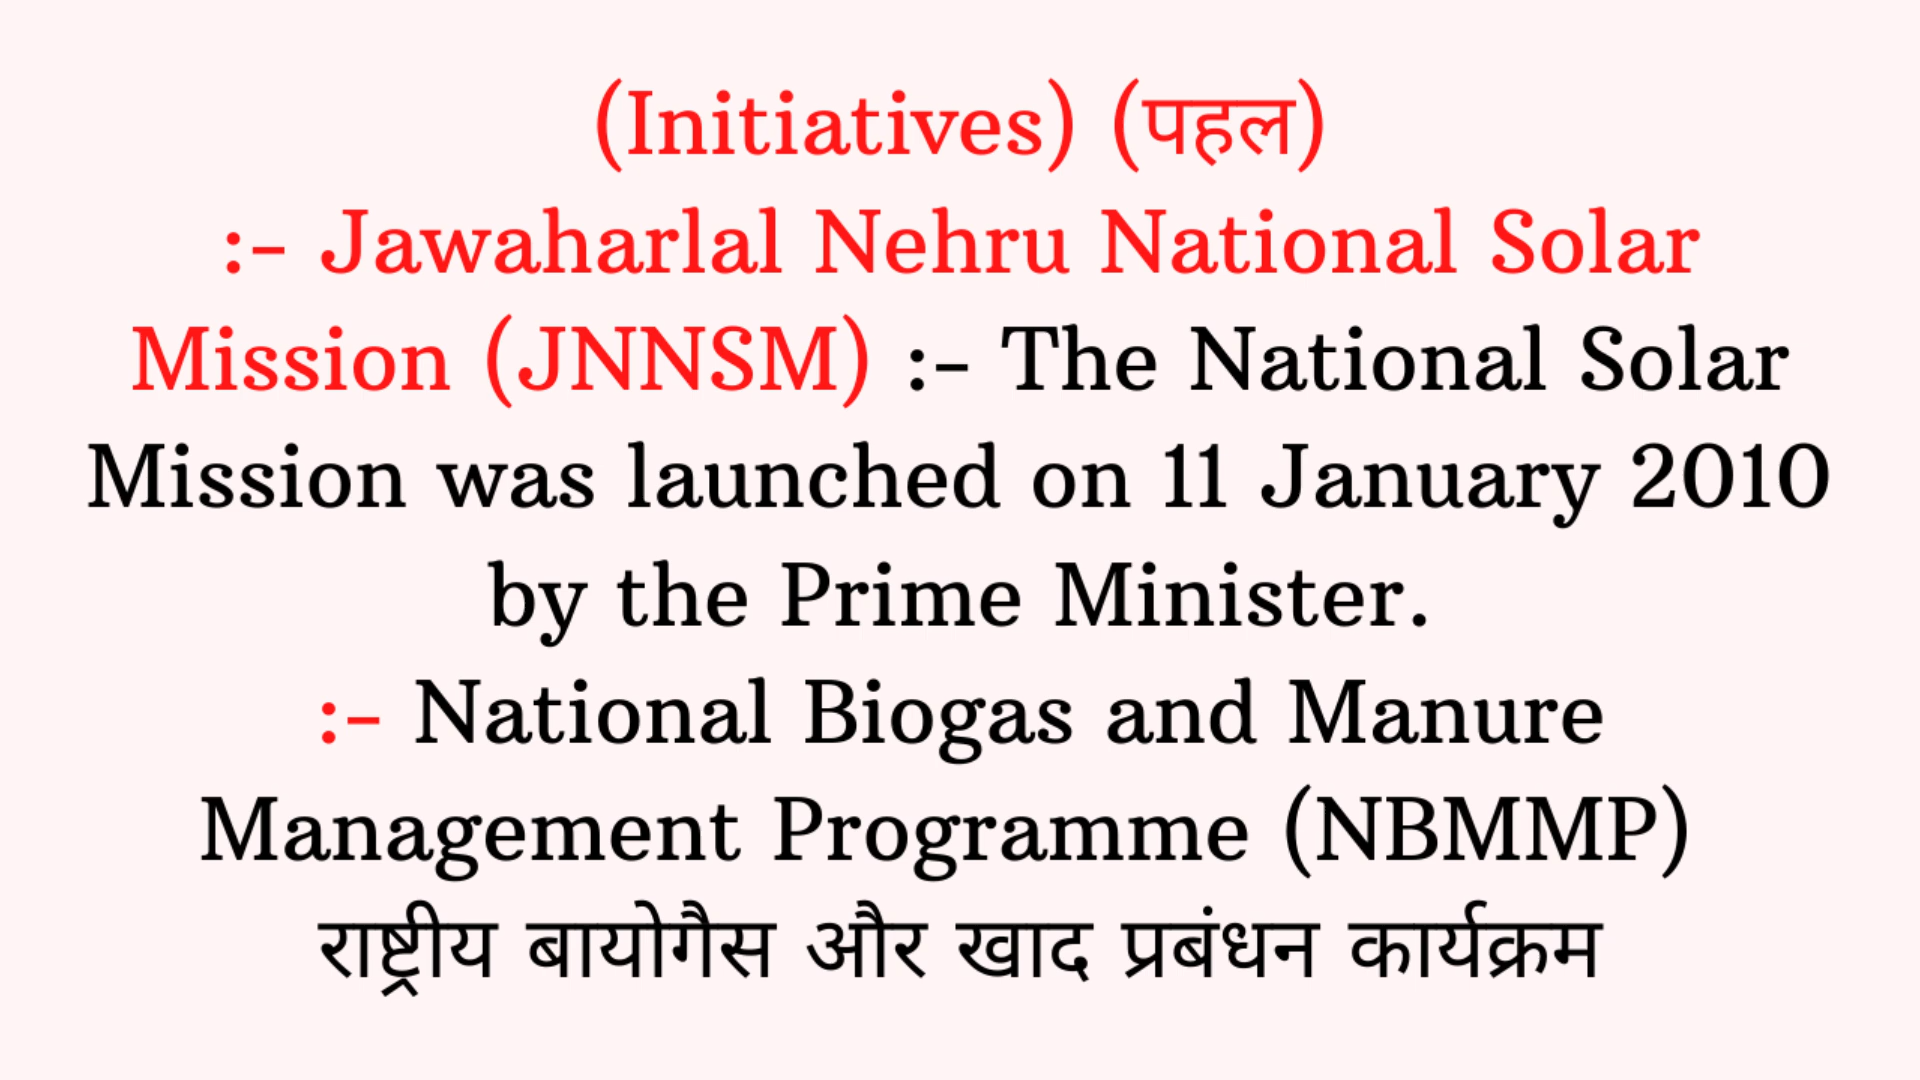 (Initiatives) (पहल)
:- Jawaharlal Nehru National Solar
Mission (JNNSM) :- The National Solar
Mission was launched on 11 January 2010
by the Prime Minister.
:- National Biogas and Manure
Management Programme (NBMMP)
राष्ट्रीय बायोगैस और खाद प्रबंधन कार्यक्रम